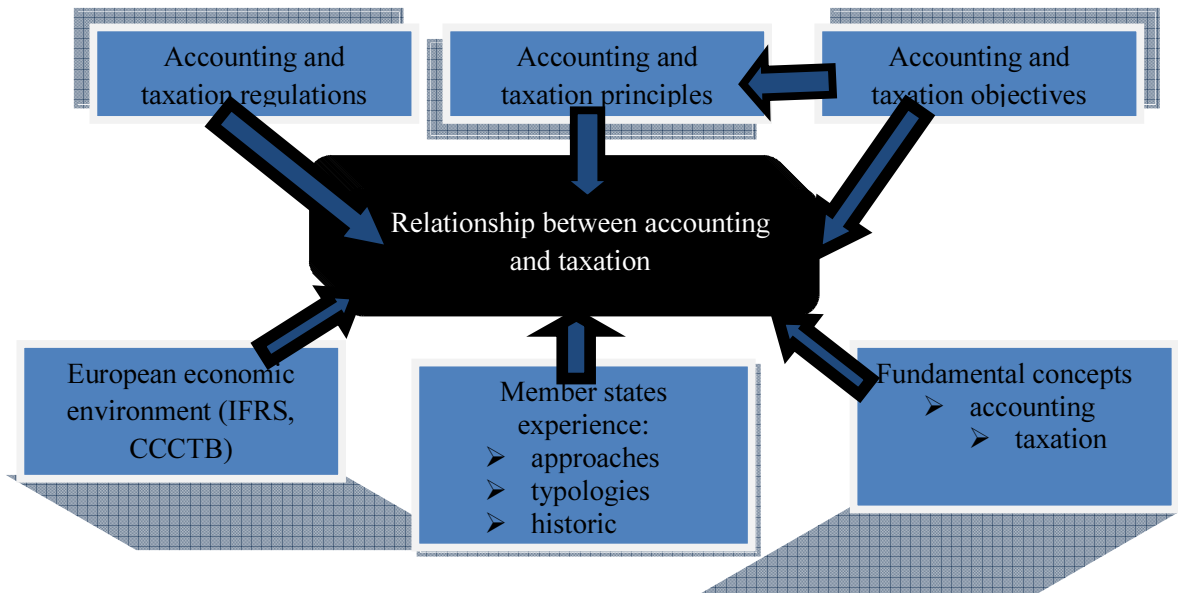 Accounting and
taxation regulations
Accounting and
taxation principles
Accounting and
taxation objectives
Relationship between accounting
and taxation
European economic
environment (IFRS,
CCCTB)
Member states
experience:
➢ approaches
➢ typologies
➢ historic
Fundamental concepts
➢ accounting
➢ taxation